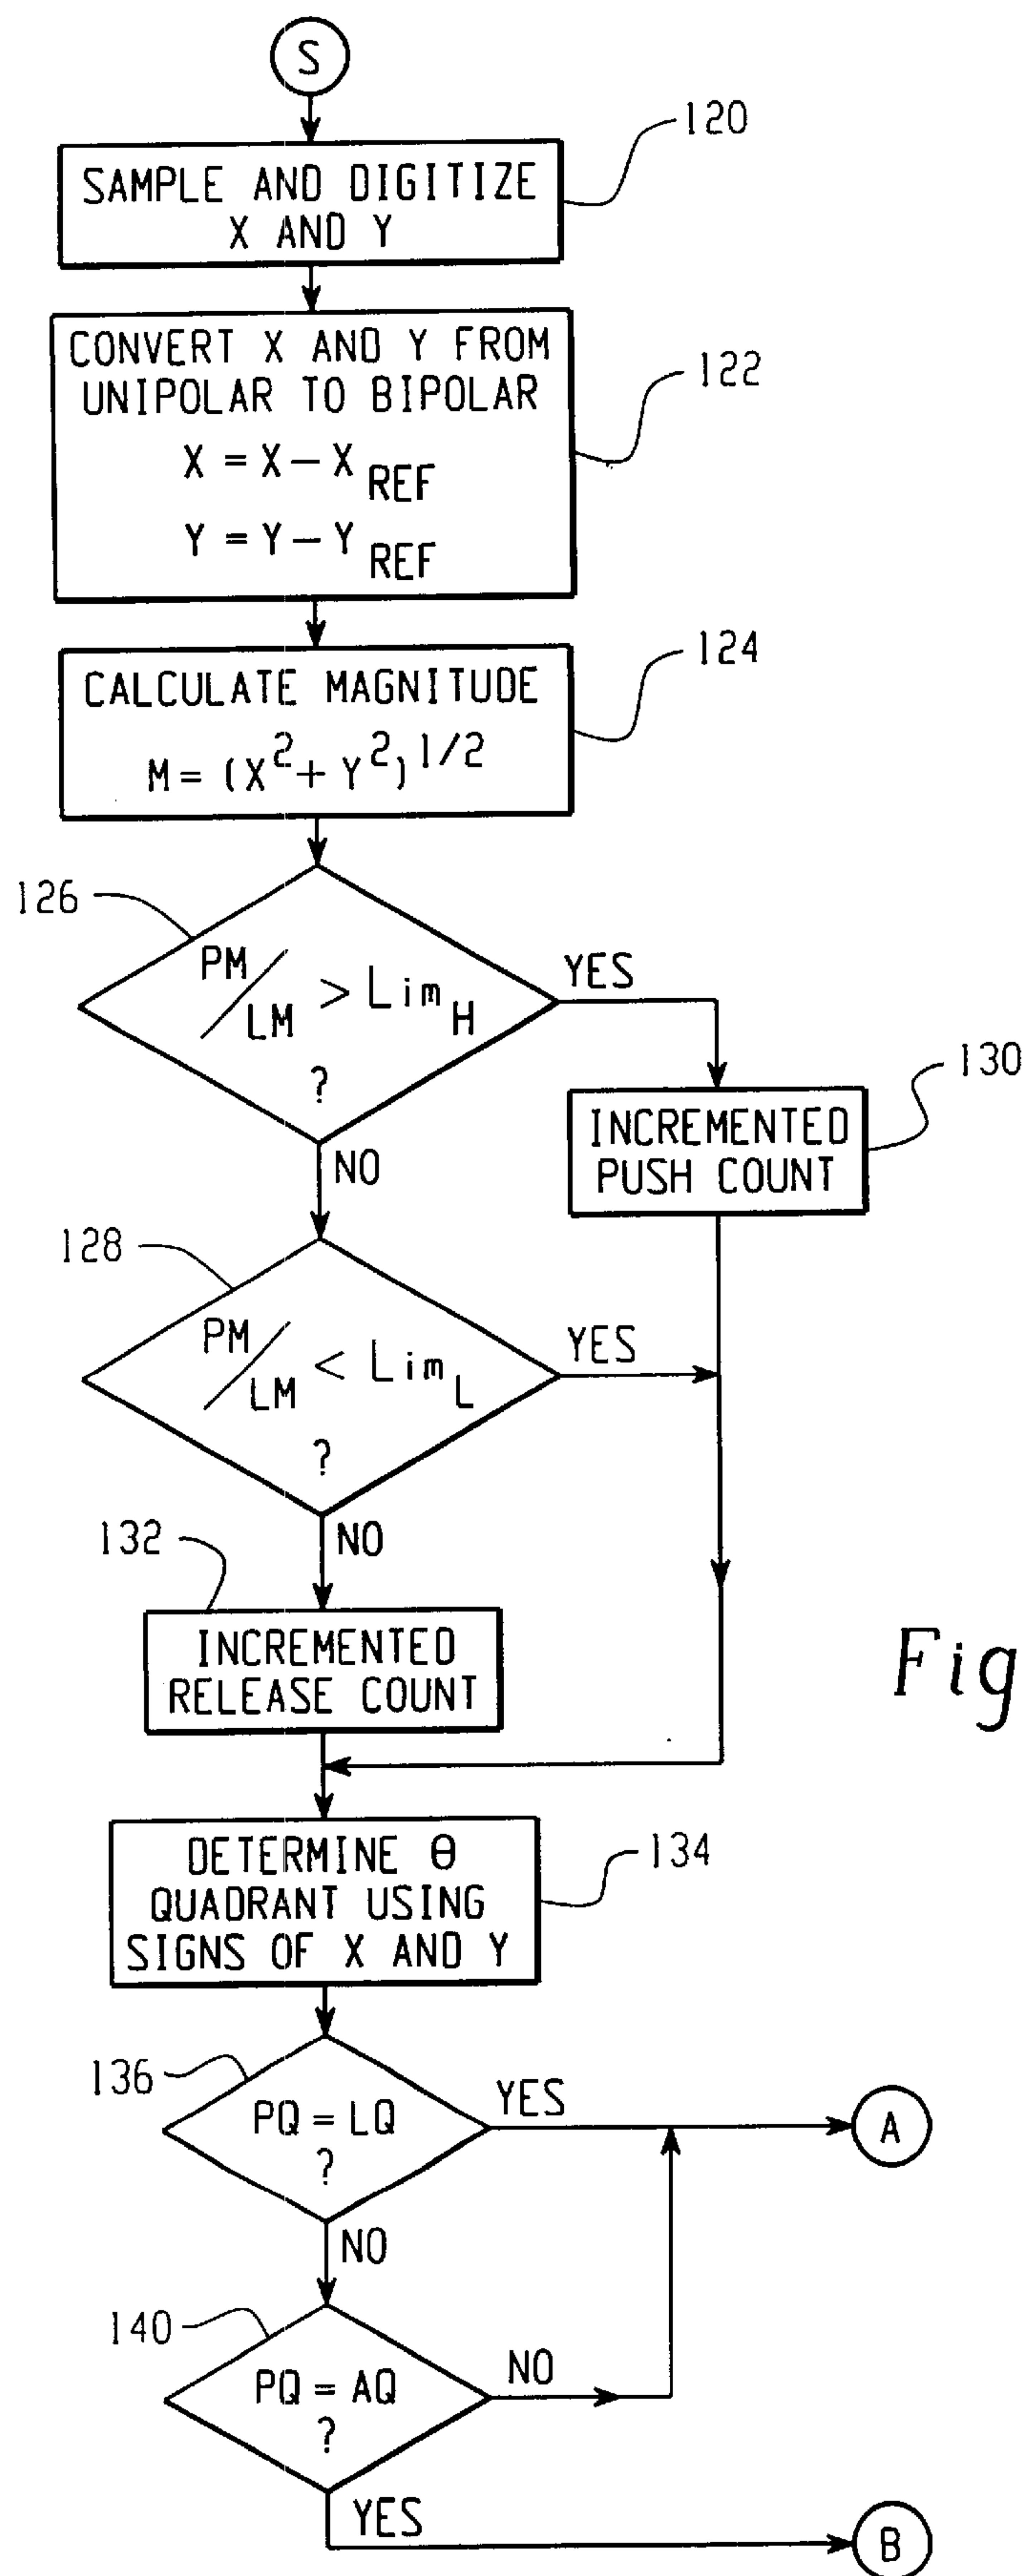 S
120
SAMPLE AND DIGITIZE
X AND Y
CONVERT X AND Y FROM
UNIPOLAR TO BIPOLAR
X = X - X REF
Y = Y - Y REF
122
124
CALCULATE MAGNITUDE
M = (X2 + Y2) 1/2
126
PM/LM > Lim H
?
YES
NO
130
INCREMENTED
PUSH COUNT
128
PM/LM < Lim L
?
YES
NO
132
INCREMENTED
RELEASE COUNT
Fig
DETERMINE θ
QUADRANT USING
SIGNS OF X AND Y
134
136
PQ = LQ
?
YES
A
NO
140
PQ = AQ
?
NO
YES
B